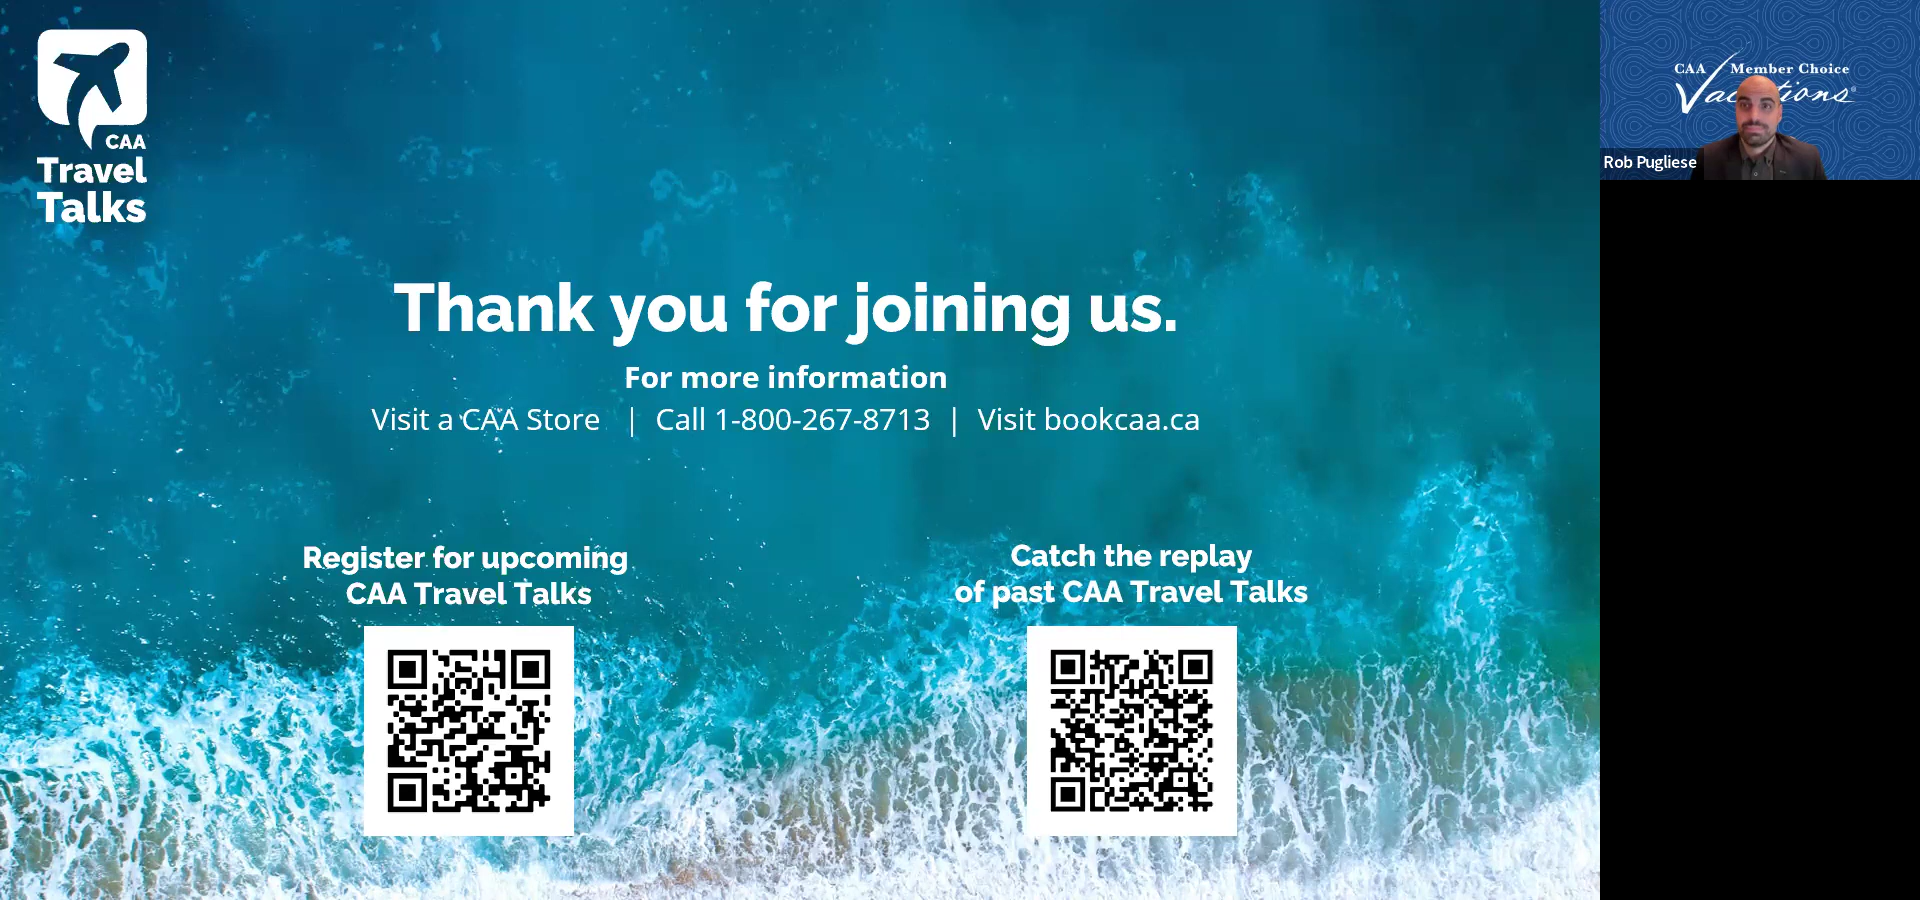 CAA
Travel
Talks
Thank you for joining us.
For more information
Visit a CAA Store | Call 1-800-267-8713 | Visit bookcaa.ca
Register for upcoming
CAA Travel Talks
Catch the replay
of past CAA Travel Talks
CAA Member Choice
Rob Pugliese